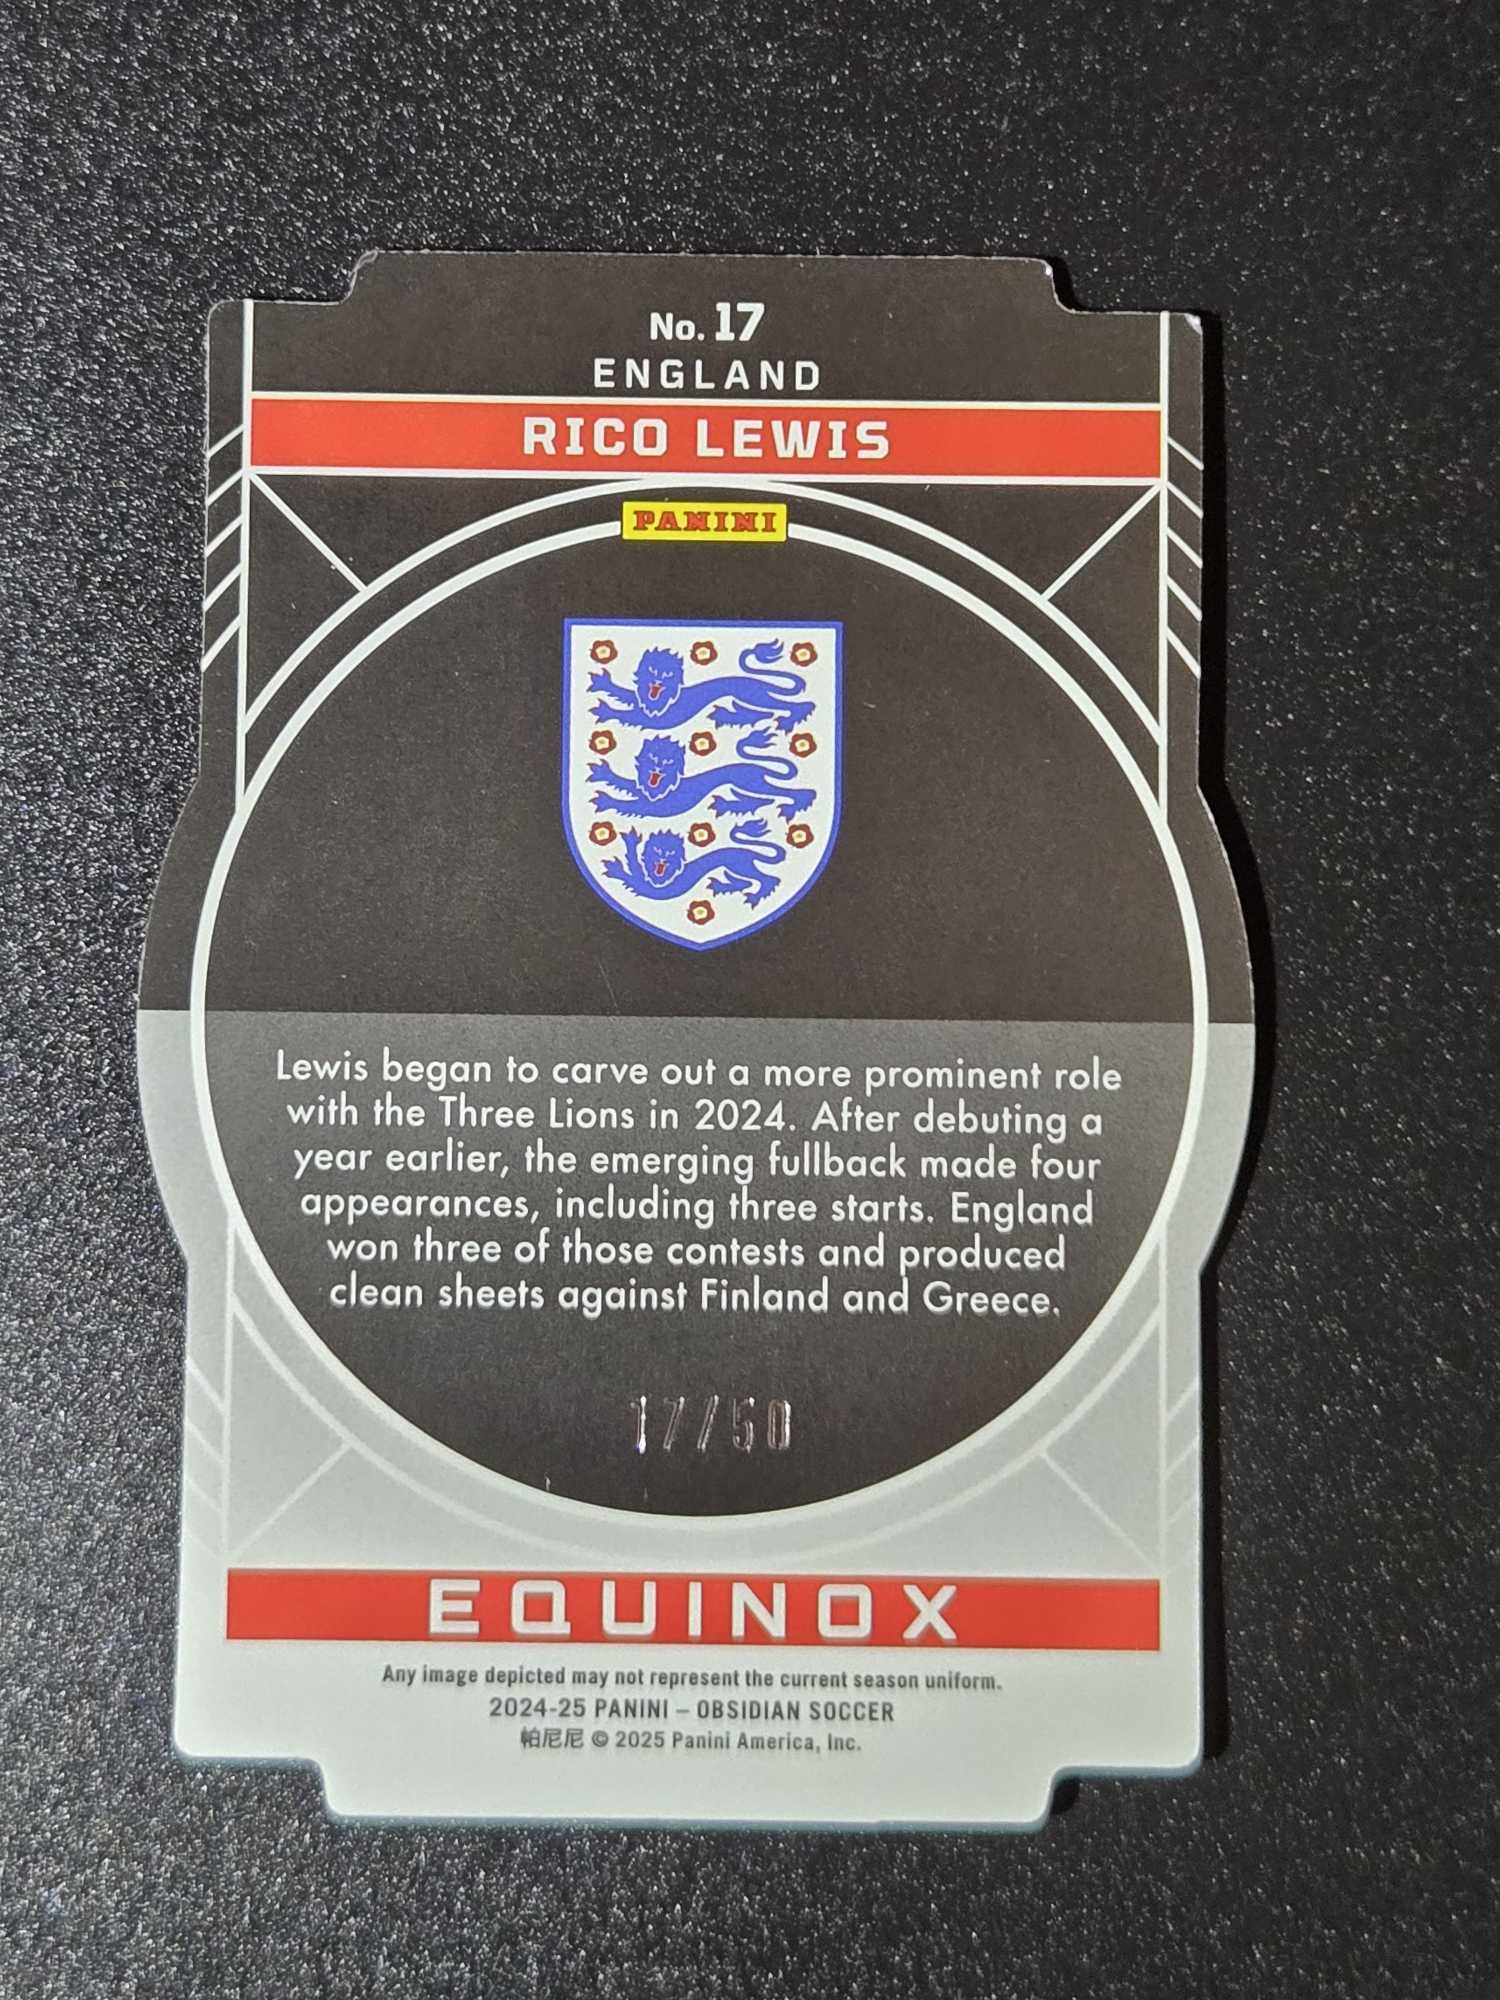 No. 17
ENGLAND
RICO LEWIS
PANINI
Lewis began to carve out a more prominent role
with the Three Lions in 2024. After debuting a
year earlier, the emerging fullback made four
appearances, including three starts. England
won three of those contests and produced
clean sheets against Finland and Greece.
17/50
EQUINOX
Any image depicted may not represent the current season uniform.
2024-25 PANINI – OBSIDIAN SOCCER
帕尼尼 © 2025 Panini America, Inc.